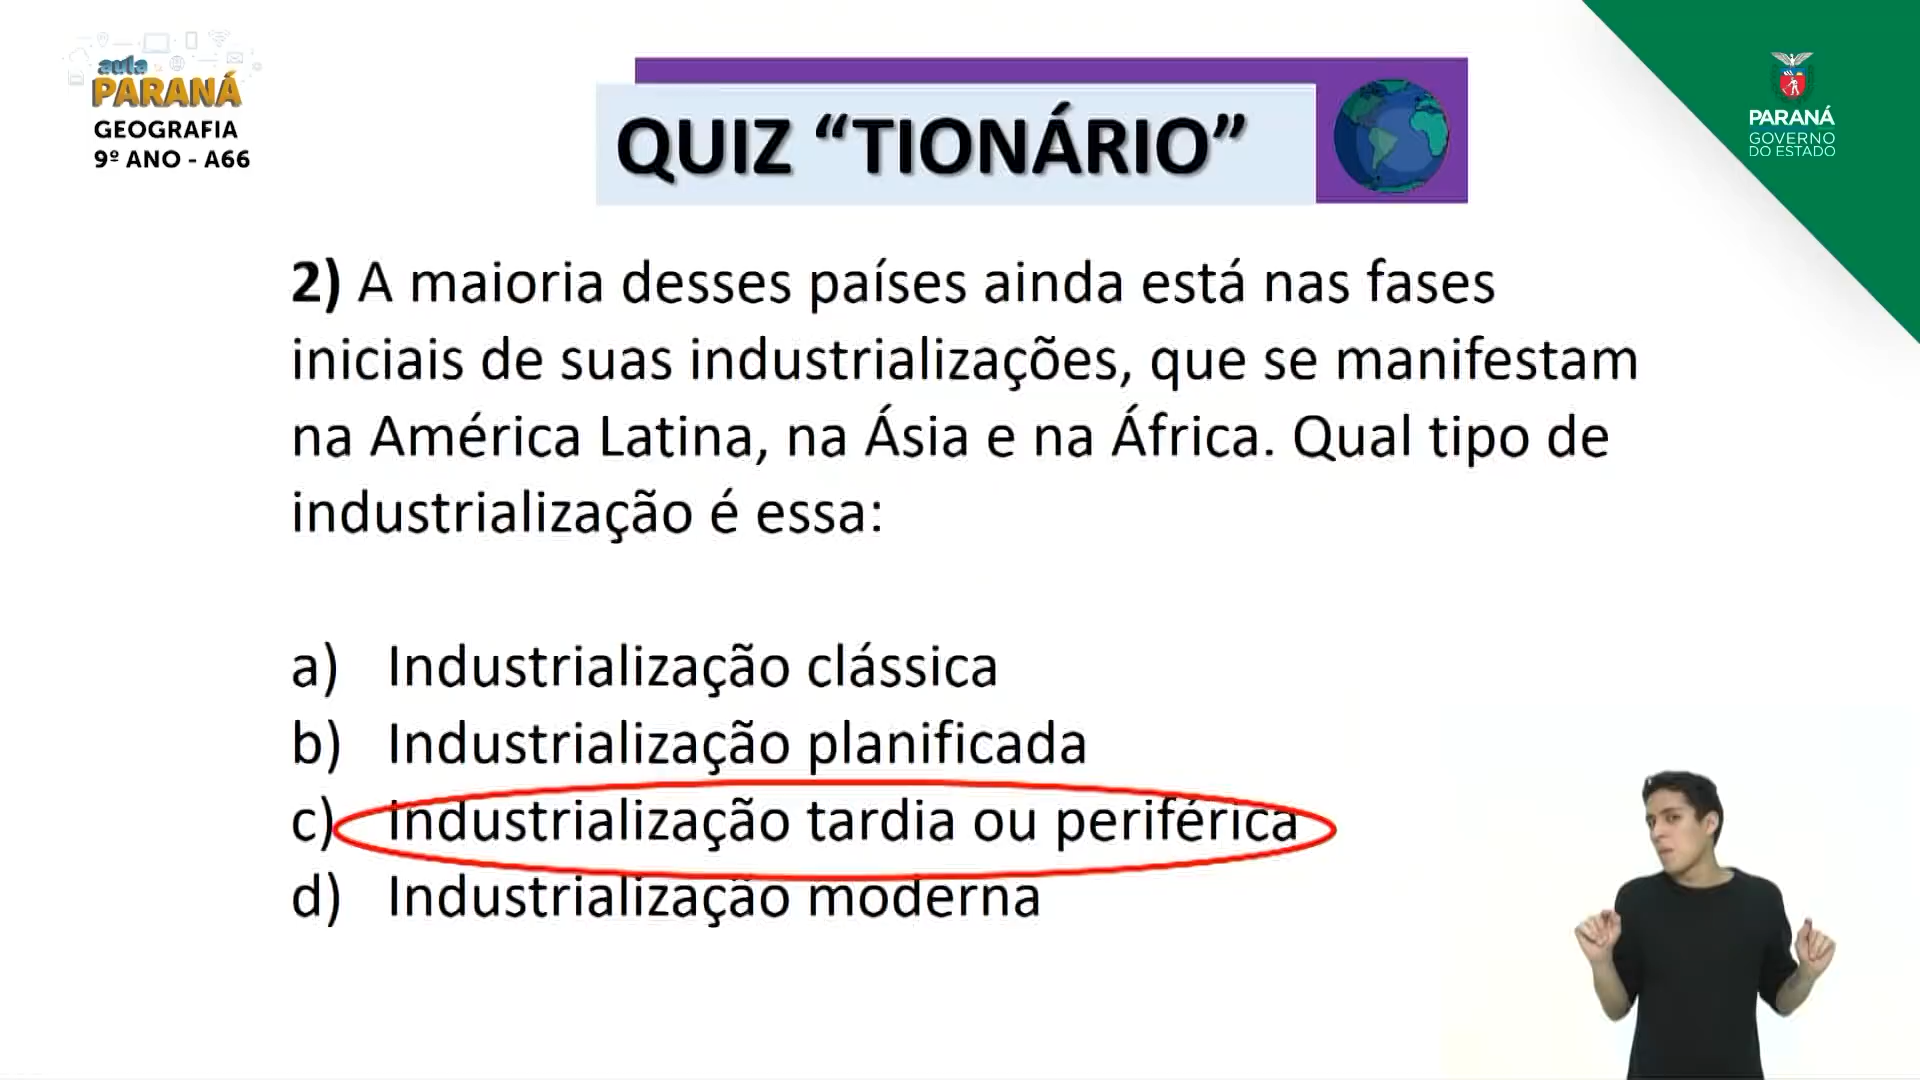 aula
PARANÁ
GEOGRAFIA
9º ANO - A66
QUIZ “TIONÁRIO”
PARANÁ
GOVERNO
DO ESTADO
2) A maioria desses países ainda está nas fases
iniciais de suas industrializações, que se manifestam
na América Latina, na Ásia e na África. Qual tipo de
industrialização é essa:
a) Industrialização clássica
b) Industrialização planificada
c) Industrialização tardia ou periférica
d) Industrialização moderna